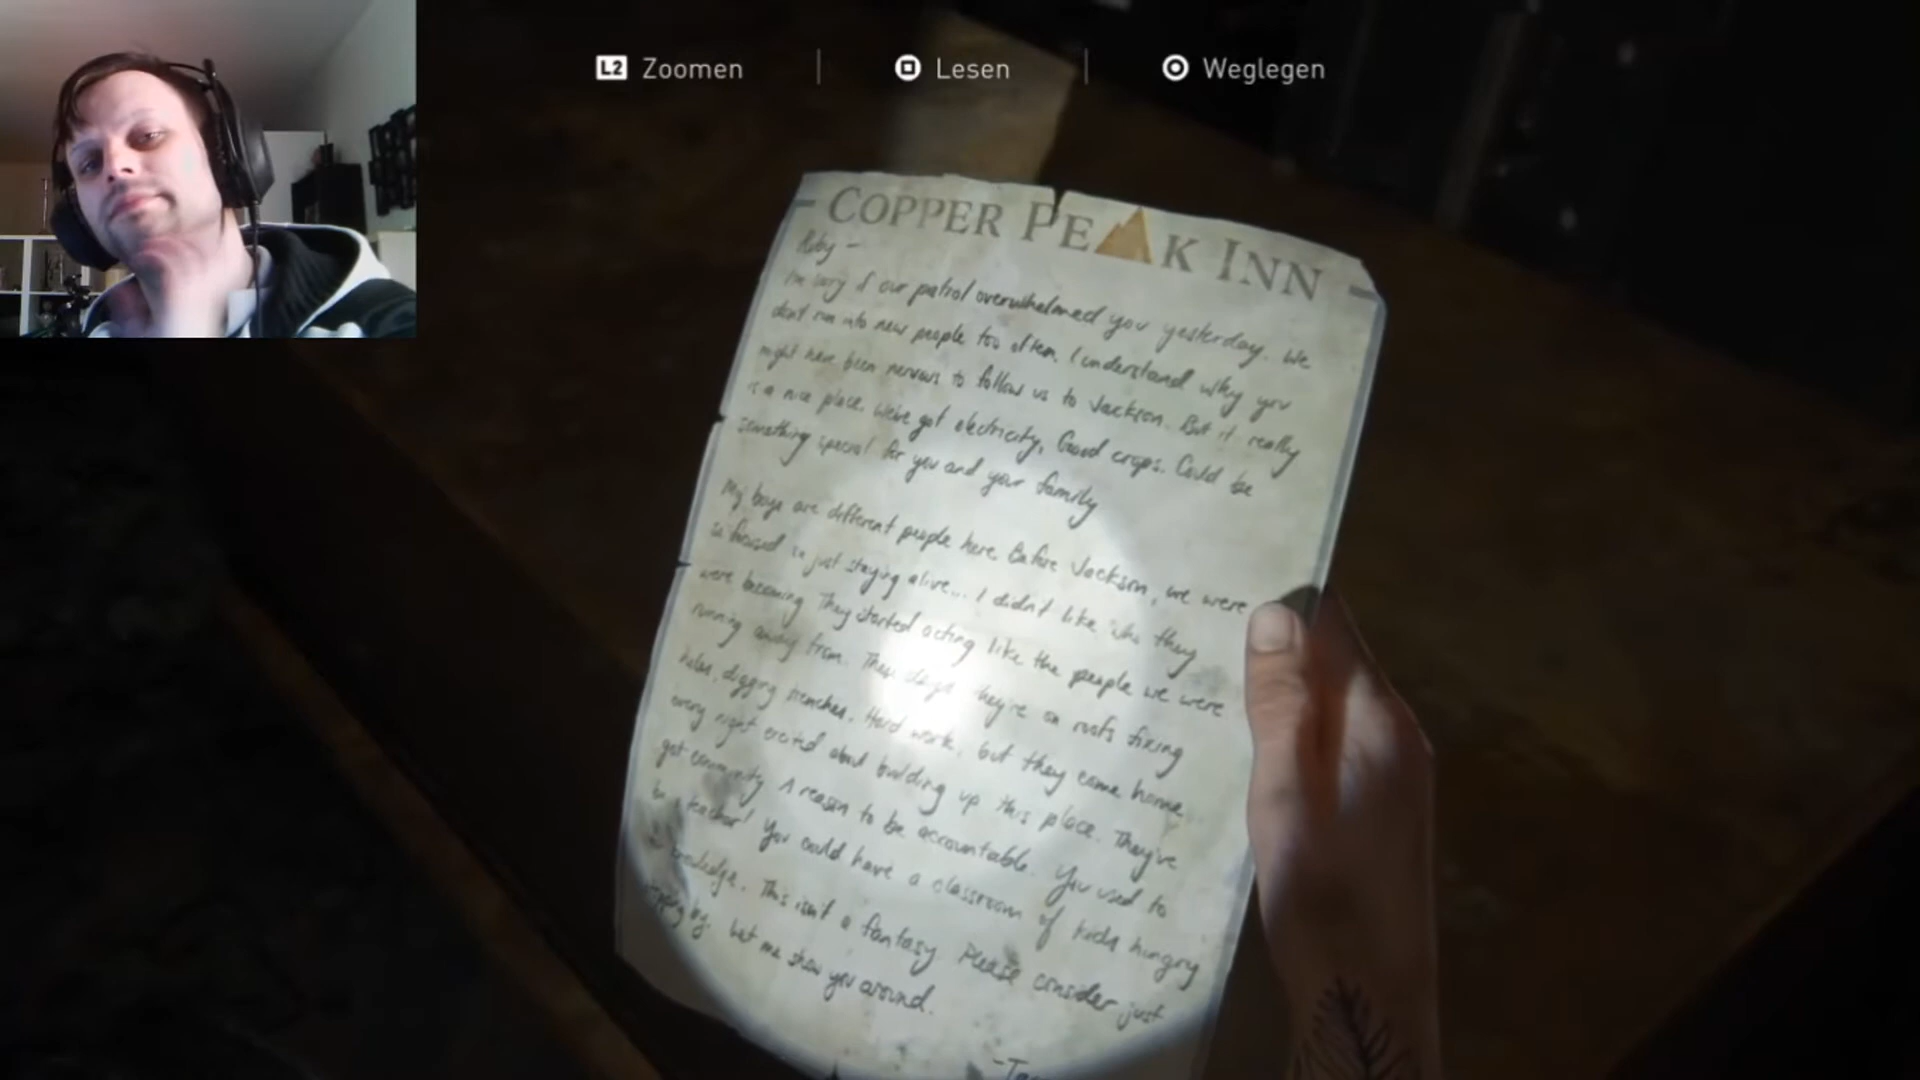 L2 Zoomen | Lesen | Weglegen
COPPER PEAK INN
Ruby -
I'm sorry if our patrol overwhelmed you yesterday. We
don't run into new people too often. I understand why you
might have been nervous to follow us to Jackson. But it really
is a nice place. We've got electricity. Good crops. Could be
something special for you and your family
My boys are different people here. Before Jackson, we were
so focused on just staying alive... I didn't like who they
were becoming. They started acting like the people we were
running away from. These days they're on roofs fixing
holes, digging trenches. Hard work, but they come home
every night excited about building up this place. They've
got community. A reason to be accountable. You used to
be a teacher! You could have a classroom of kids hungry
knowledge. This isn't a fantasy. Please consider just
by. Let me show you around.